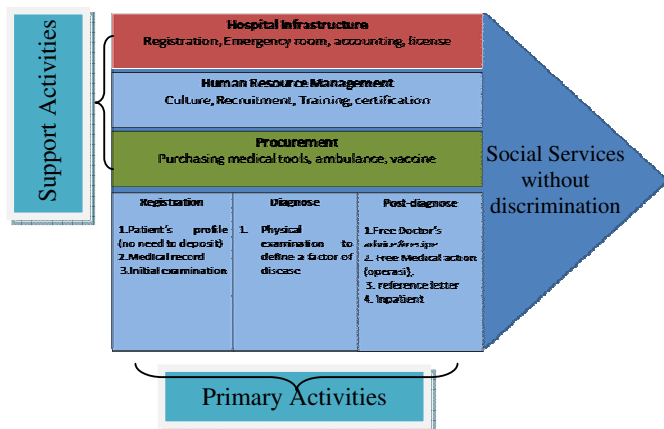 Support Activities
Hospital Infrastructure
Registration, Emergency room, accounting, license
Human Resource Management
Culture, Recruitment, Training, certification
Procurement
Purchasing medical tools, ambulance, vaccine
Social Services
without
discrimination
Registration
1.Patient's profile
(no need to deposit)
2.Medical record
3.Initial examination
Diagnose
1. Physical
examination to
define a factor of
disease
Post-diagnose
1.Free Doctor's
2. Free Medical action
(operasi),
3. reference letter
4. Inpatient
Primary Activities